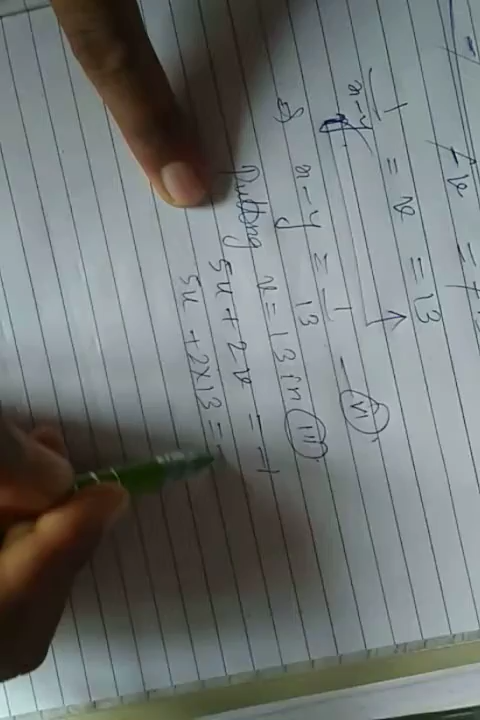 1/x-y = v = 13
⇒ x-y = 1/13 - (VI)
Putting v = 13 in (III)
5u + 2v = -1
5u + 2×13 = -